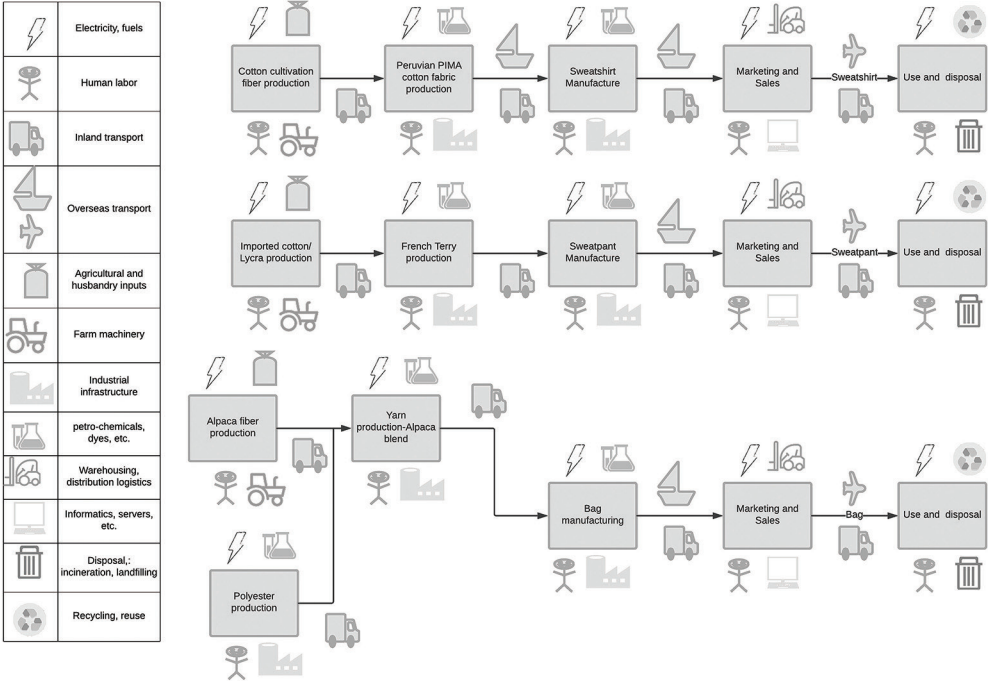 Electricity, fuels
Human labor
Inland transport
Overseas transport
Agricultural and
husbandry inputs
Farm machinery
Industrial
infrastructure
petro-chemicals,
dyes, etc.
Warehousing,
distribution logistics
Informatics, servers,
etc.
Disposal,:
incineration, landfilling
Recycling, reuse
Cotton cultivation
fiber production
Peruvian PIMA
cotton fabric
production
Sweatshirt
Manufacture
Marketing and
Sales
Sweatshirt
Use and disposal
Imported cotton/
Lycra production
French Terry
production
Sweatpant
Manufacture
Marketing and
Sales
Sweatpant
Use and disposal
Alpaca fiber
production
Yarn
production-Alpaca
blend
Polyester
production
Bag
manufacturing
Marketing and
Sales
Bag
Use and disposal